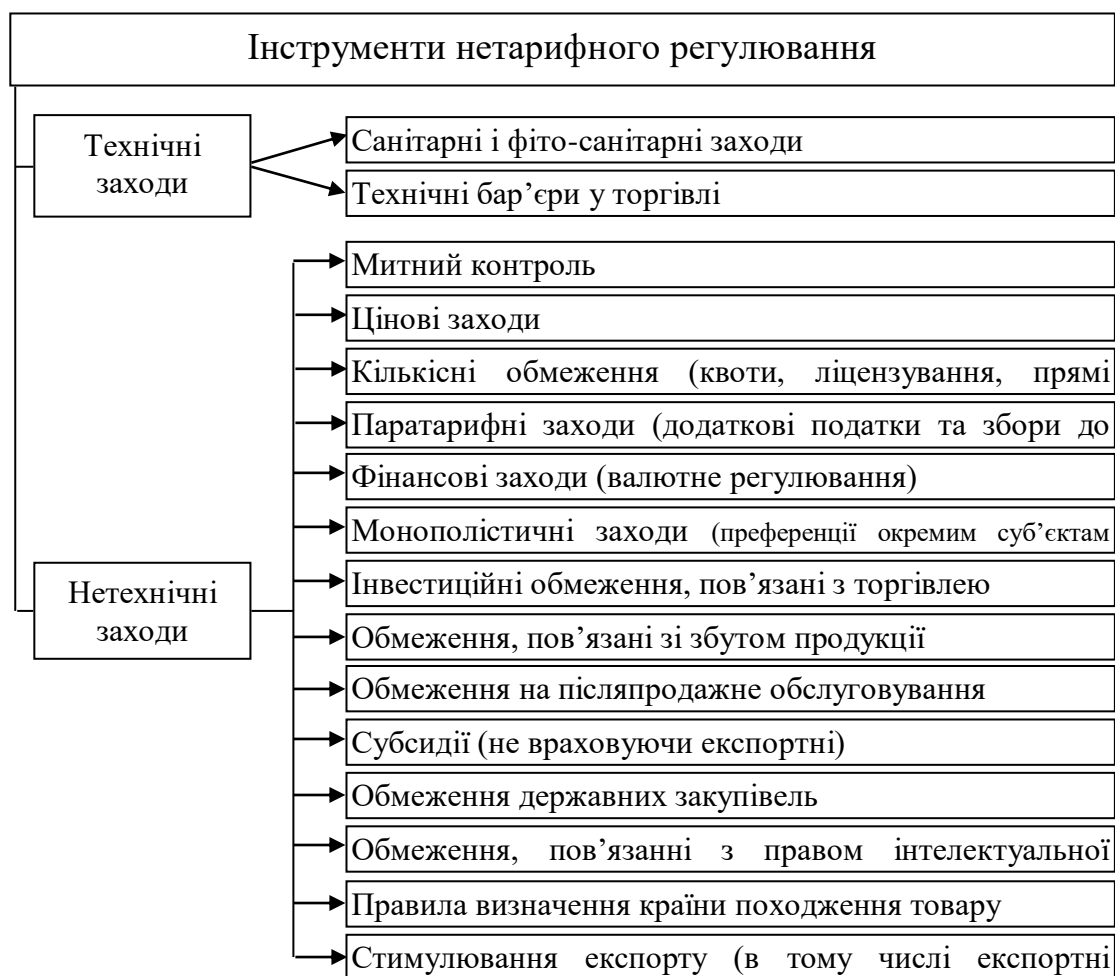 Інструменти нетарифного регулювання
Технічні
заходи
Санітарні і фіто-санітарні заходи
Технічні бар’єри у торгівлі
Нетехнічні
заходи
Митний контроль
Цінові заходи
Кількісні обмеження (квоти, ліцензування, прямі
Паратарифні заходи (додаткові податки та збори до
Фінансові заходи (валютне регулювання)
Монополістичні заходи (преференції окремим суб’єктам
Інвестиційні обмеження, пов’язані з торгівлею
Обмеження, пов’язані зі збутом продукції
Обмеження на післяпродажне обслуговування
Субсидії (не враховуючи експортні)
Обмеження державних закупівель
Обмеження, пов’язанні з правом інтелектуальної
Правила визначення країни походження товару
Стимулювання експорту (в тому числі експортні